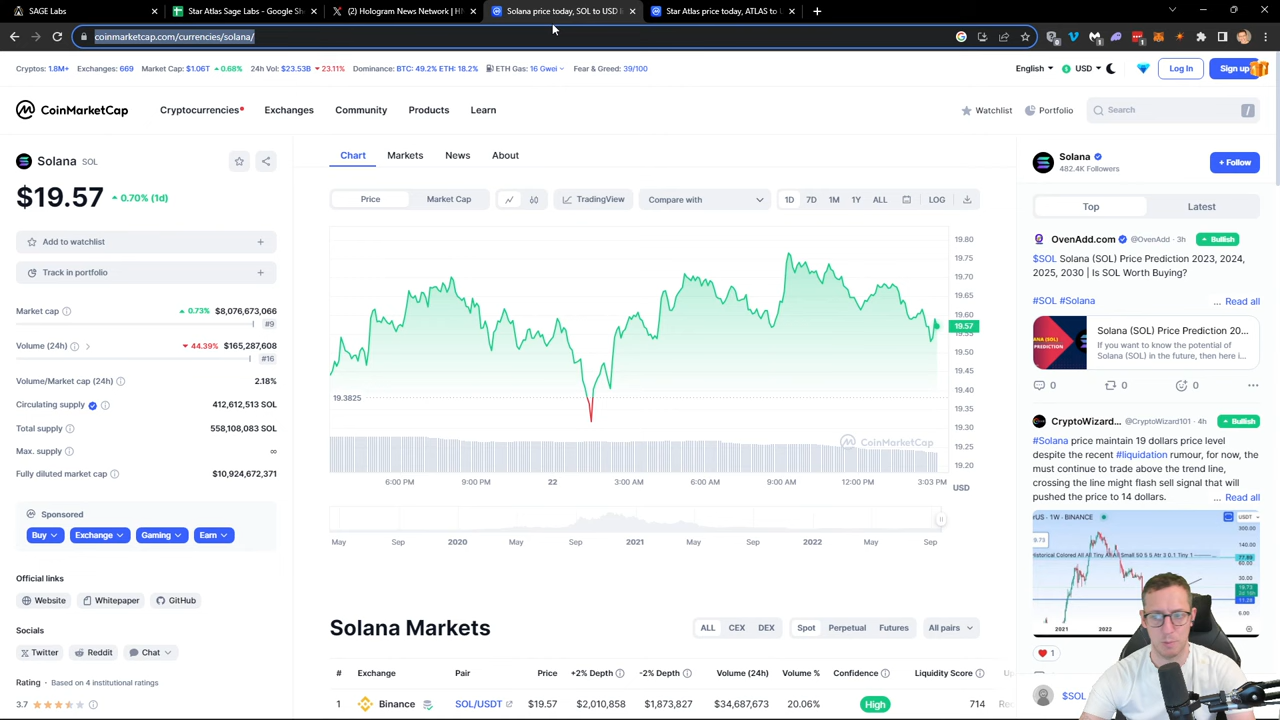 SAGE Labs
Star Atlas Sage Labs - Google She
(2) Hologram News Network | HN
Solana price today, SOL to USD li
Star Atlas price today, ATLAS to U
coinmarketcap.com/currencies/solana/
Cryptos: 1.8M+ Exchanges: 669 Market Cap: $1.06T 0.68% 24h Vol: $23.53B 23.11% Dominance: BTC: 49.2% ETH: 18.2% ETH Gas: 16 Gwei Fear & Greed: 39/100
English USD Log In Sign up
CoinMarketCap Cryptocurrencies Exchanges Community Products Learn
Watchlist Portfolio Search /
Solana SOL
$19.57 0.70% (1d)
Add to watchlist +
Track in portfolio +
Market cap 0.73% $8,076,673,066
#9
Volume (24h) 44.39% $165,287,608
#16
Volume/Market cap (24h) 2.18%
Circulating supply 412,612,513 SOL
Total supply 558,108,083 SOL
Max. supply ∞
Fully diluted market cap $10,924,672,371
Sponsored
Buy Exchange Gaming Earn
Official links
Website Whitepaper GitHub
Socials
Twitter Reddit Chat
Rating · Based on 4 institutional ratings
3.7
Chart Markets News About
Price Market Cap TradingView Compare with 1D 7D 1M 1Y ALL LOG
19.80
19.75
19.70
19.65
19.60
19.57
19.50
19.45
19.40
19.3825
19.35
19.30
19.25
19.20
CoinMarketCap
6:00 PM 9:00 PM 22 3:00 AM 6:00 AM 9:00 AM 12:00 PM 3:03 PM
USD
May Sep 2020 May Sep 2021 May Sep 2022 May Sep
Solana Markets
ALL CEX DEX Spot Perpetual Futures All pairs
# Exchange Pair Price +2% Depth -2% Depth Volume (24h) Volume % Confidence Liquidity Score
1 Binance SOL/USDT $19.57 $2,010,858 $1,873,827 $34,687,673 20.06% High 714
Solana
482.4K Followers
+ Follow
Top Latest
OvenAdd.com @OvenAdd · 3h Bullish
$SOL Solana (SOL) Price Prediction 2023, 2024,
2025, 2030 | Is SOL Worth Buying?
#SOL #Solana ... Read all
Solana (SOL) Price Prediction 20...
If you want to know the potential of
Solana (SOL) in the future, then here i...
0 0 0
CryptoWizard... @CryptoWizard101 · 4h Bullish
#Solana price maintain 19 dollars price level
despite the recent #liquidation rumour, for now, the
must continue to trade above the trend line,
crossing the line might flash sell signal that will
pushed the price to 14 dollars. ... Read all
1W · BINANCE
USDT
300.00
140.00
60.00
30.00
6.00
2021 2022
1
$SOL